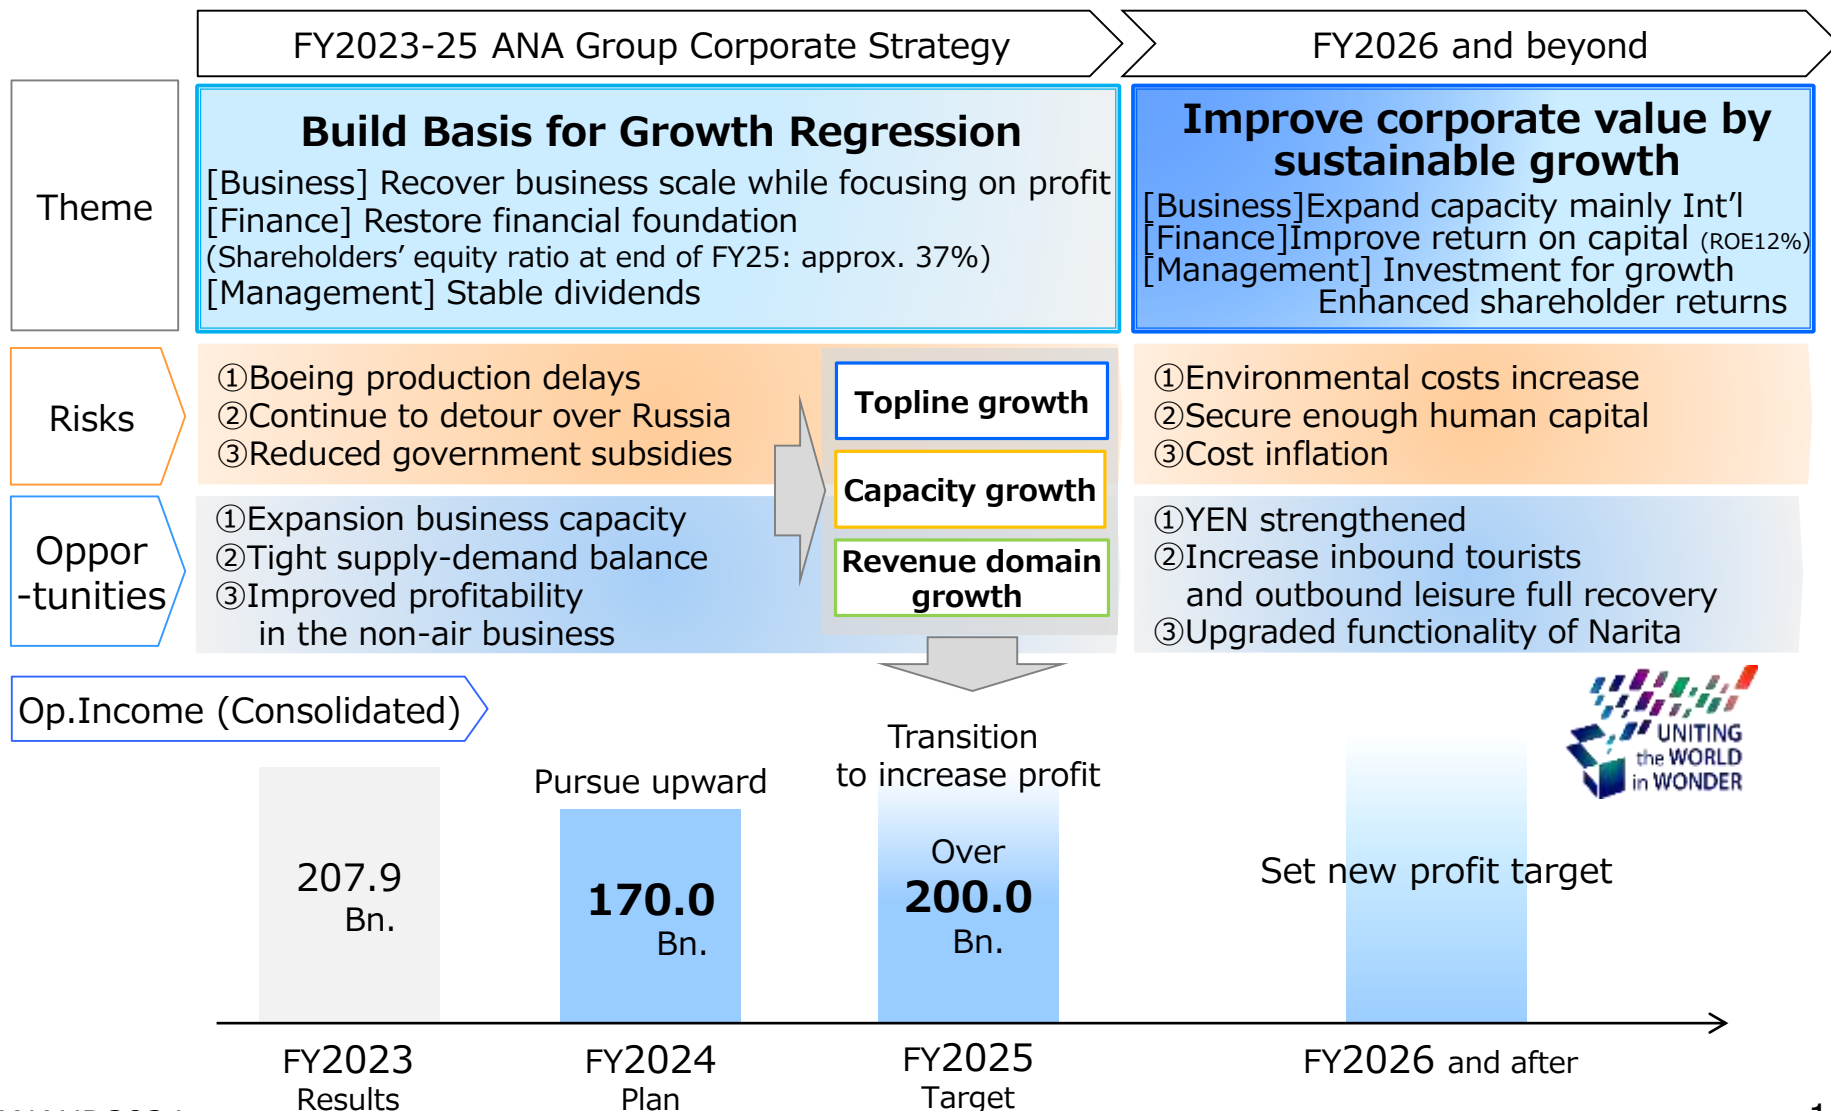 FY2023-25 ANA Group Corporate Strategy
FY2026 and beyond
Theme
Build Basis for Growth Regression
[Business] Recover business scale while focusing on profit
[Finance] Restore financial foundation
(Shareholders' equity ratio at end of FY25: approx. 37%)
[Management] Stable dividends
Improve corporate value by
sustainable growth
[Business]Expand capacity mainly Int'l
[Finance]Improve return on capital (ROE12%)
[Management] Investment for growth
Enhanced shareholder returns
Risks
①Boeing production delays
②Continue to detour over Russia
③Reduced government subsidies
Topline growth
Capacity growth
Revenue domain
growth
①Environmental costs increase
②Secure enough human capital
③Cost inflation
Oppor
-tunities
①Expansion business capacity
②Tight supply-demand balance
③Improved profitability
in the non-air business
①YEN strengthened
②Increase inbound tourists
and outbound leisure full recovery
③Upgraded functionality of Narita
Op.Income (Consolidated)
UNITING
the WORLD
in WONDER
207.9
Bn.
Pursue upward
170.0
Bn.
Transition
to increase profit
Over
200.0
Bn.
Set new profit target
FY2023
Results
FY2024
Plan
FY2025
Target
FY2026 and after